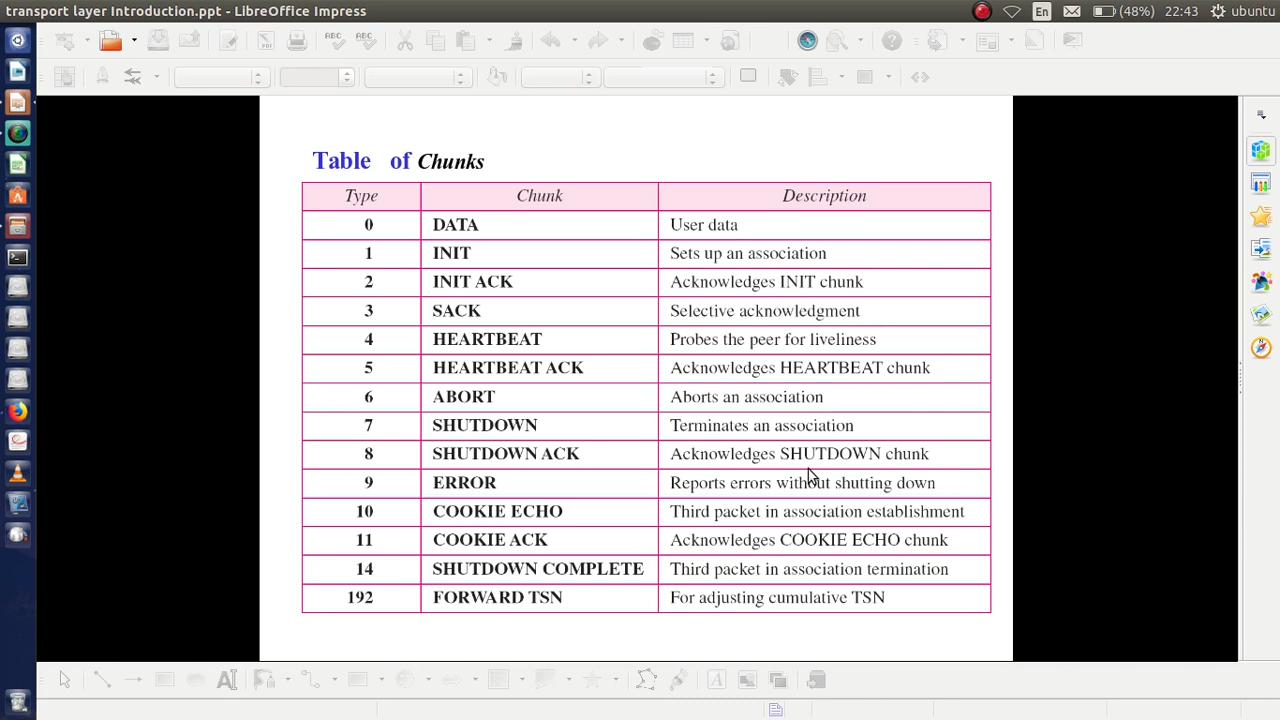 transport layer Introduction.ppt - LibreOffice Impress
En (48%) 22:43 ubuntu
Table of Chunks
Type Chunk Description
0 DATA User data
1 INIT Sets up an association
2 INIT ACK Acknowledges INIT chunk
3 SACK Selective acknowledgment
4 HEARTBEAT Probes the peer for liveliness
5 HEARTBEAT ACK Acknowledges HEARTBEAT chunk
6 ABORT Aborts an association
7 SHUTDOWN Terminates an association
8 SHUTDOWN ACK Acknowledges SHUTDOWN chunk
9 ERROR Reports errors without shutting down
10 COOKIE ECHO Third packet in association establishment
11 COOKIE ACK Acknowledges COOKIE ECHO chunk
14 SHUTDOWN COMPLETE Third packet in association termination
192 FORWARD TSN For adjusting cumulative TSN